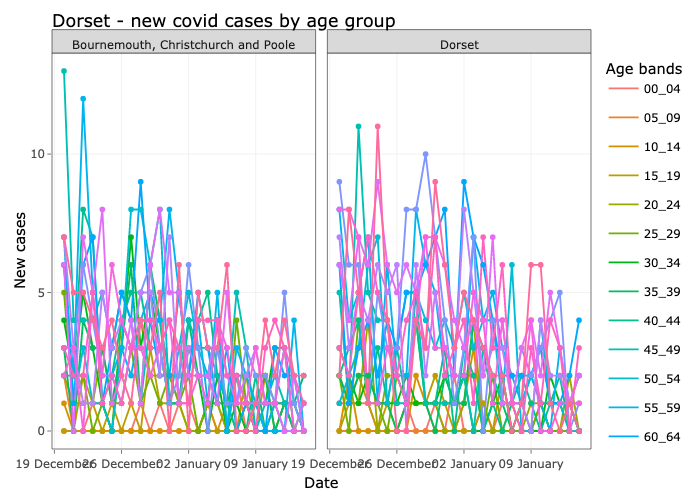 Dorset - new covid cases by age group
Bournemouth, Christchurch and Poole
Dorset
Age bands
00_04
05_09
10_14
15_19
20_24
25_29
30_34
35_39
40_44
45_49
50_54
55_59
60_64
New cases
10
5
0
19 December 26 December 02 January 09 January 19 December 26 December 02 January 09 January
Date